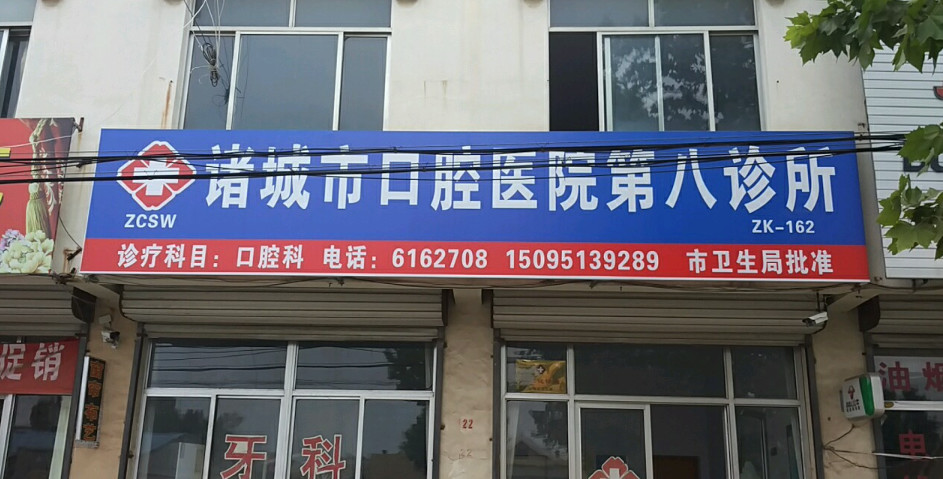 诸城市口腔医院第八诊所
ZCSW
ZK-162
诊疗科目：口腔科 电话：6162708 15095139289 市卫生局批准
促销
油烟
22
牙科